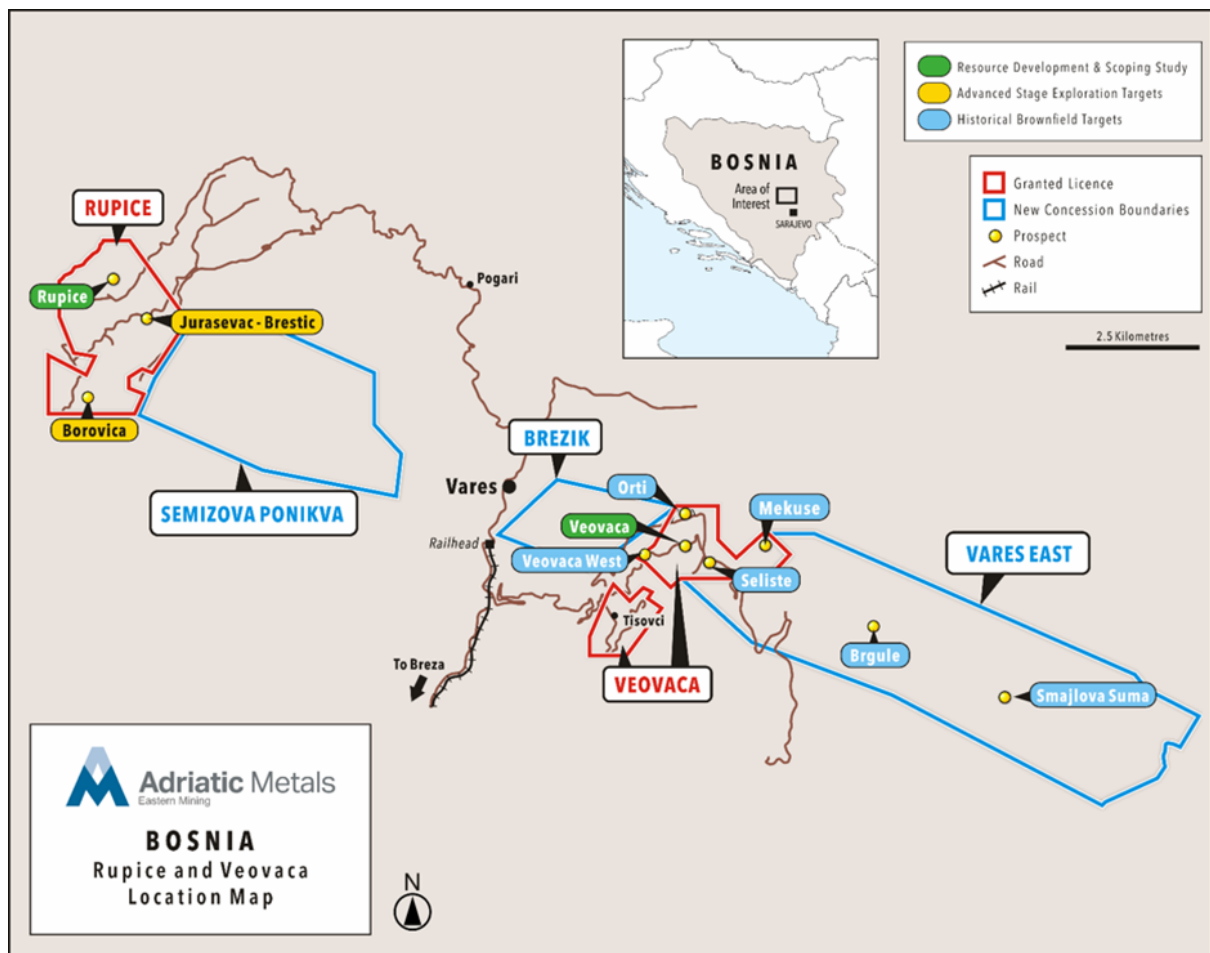 Resource Development & Scoping Study
Advanced Stage Exploration Targets
Historical Brownfield Targets
BOSNIA
Area of
Interest
SARAJEVO
Granted Licence
New Concession Boundaries
Prospect
Road
Rail
2.5 Kilometres
RUPICE
Rupice
Jurasevac - Brestic
Borovica
Pogari
SEMIZOVA PONIKVA
BREZIK
Vares
Orti
Mekuse
Veovaca
Railhead
Veovaca West
Seliste
VARES EAST
Tisovci
Brgule
To Breza
VEOVACA
Smajlova Suma
Adriatic Metals
Eastern Mining
BOSNIA
Rupice and Veovaca
Location Map
N